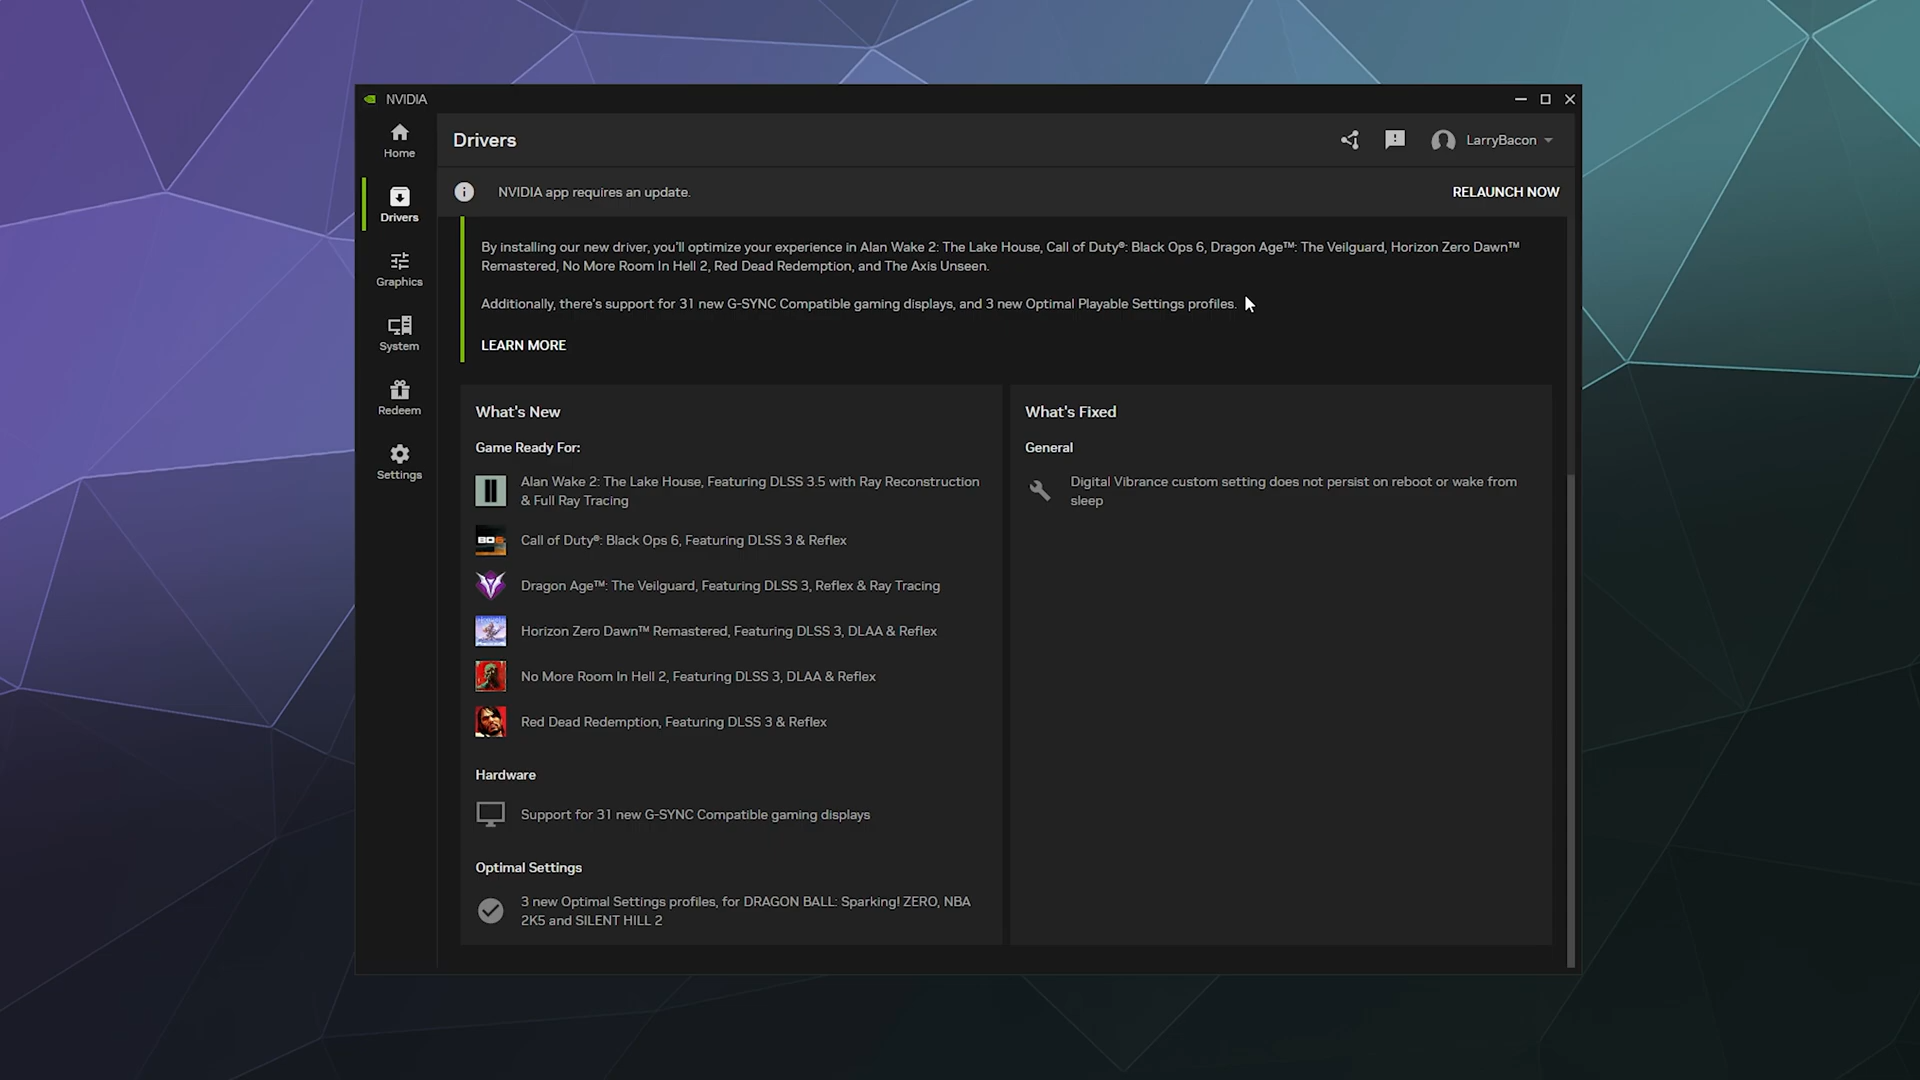 NVIDIA
Home
Drivers
Graphics
System
Redeem
Settings
Drivers
LarryBacon
NVIDIA app requires an update.
RELAUNCH NOW
By installing our new driver, you'll optimize your experience in Alan Wake 2: The Lake House, Call of Duty®: Black Ops 6, Dragon Age™: The Veilguard, Horizon Zero Dawn™
Remastered, No More Room In Hell 2, Red Dead Redemption, and The Axis Unseen.
Additionally, there's support for 31 new G-SYNC Compatible gaming displays, and 3 new Optimal Playable Settings profiles.
LEARN MORE
What's New
Game Ready For:
Alan Wake 2: The Lake House, Featuring DLSS 3.5 with Ray Reconstruction
& Full Ray Tracing
BO6
Call of Duty®: Black Ops 6, Featuring DLSS 3 & Reflex
Dragon Age™: The Veilguard, Featuring DLSS 3, Reflex & Ray Tracing
Horizon Zero Dawn™ Remastered, Featuring DLSS 3, DLAA & Reflex
No More Room In Hell 2, Featuring DLSS 3, DLAA & Reflex
Red Dead Redemption, Featuring DLSS 3 & Reflex
Hardware
Support for 31 new G-SYNC Compatible gaming displays
Optimal Settings
3 new Optimal Settings profiles, for DRAGON BALL: Sparking! ZERO, NBA
2K5 and SILENT HILL 2
What's Fixed
General
Digital Vibrance custom setting does not persist on reboot or wake from
sleep